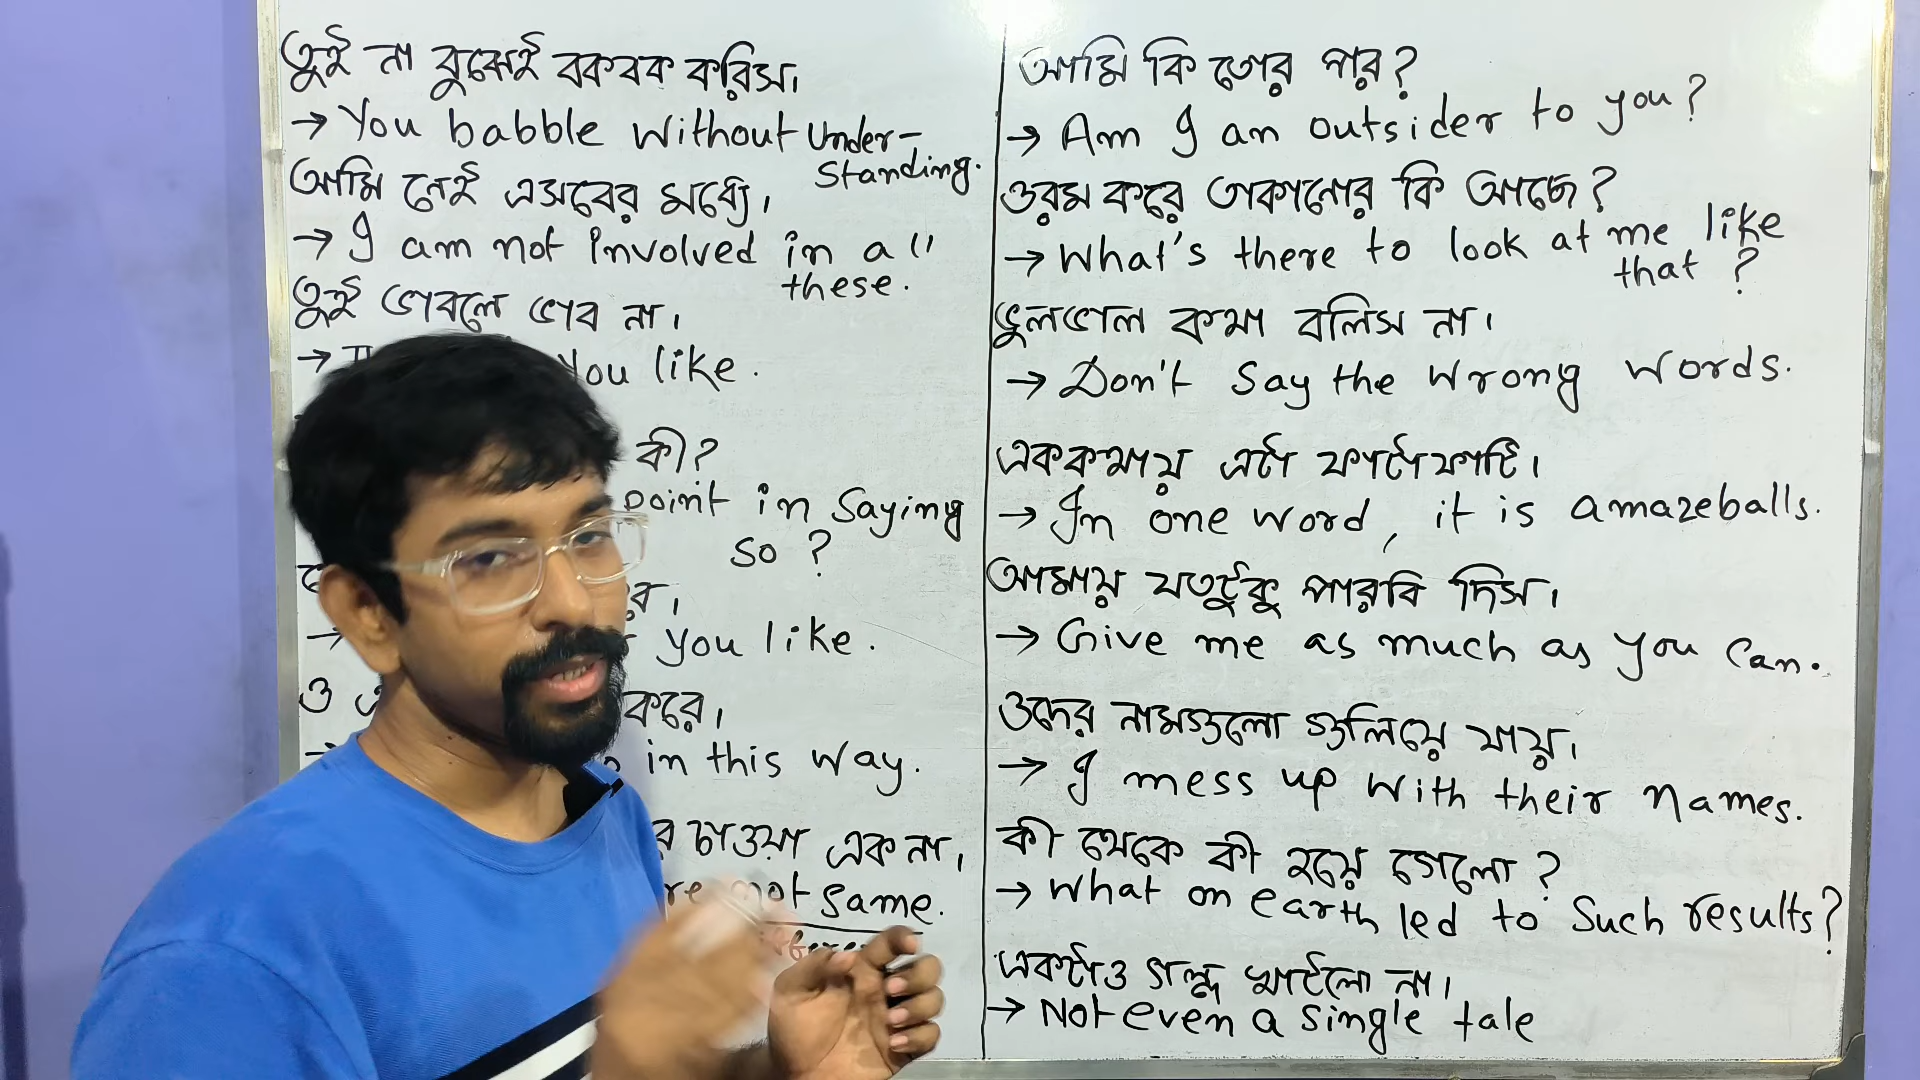 তুই না বুঝেই বকবক করিস।
→ You babble without under-
standing.
আমি নেই এসবের মধ্যে।
→ I am not involved in all
these.
তুই ভাবলে ভাব না।
→ you like.
কী?
point in saying
so?
র।
→ you like.
ও করে।
→ in this way.
র চাওয়া এক না।
re not same.
আমি কি তোর পর?
→ Am I an outsider to you?
ওরম করে তাকানোর কি আছে?
→ What's there to look at me like
that?
ভুলভাল কথা বলিস না।
→ Don't say the wrong words.
এককথায় এটা ফাটাফাটি।
→ In one word, it is amazeballs.
আমায় যতটুকু পারবি দিস।
→ Give me as much as you can.
ওদের নামগুলো গুলিয়ে যায়।
→ I mess up with their names.
কী থেকে কী হয়ে গেলো?
→ What on earth led to such results?
একটাও গল্প খাটলো না।
→ Not even a single tale